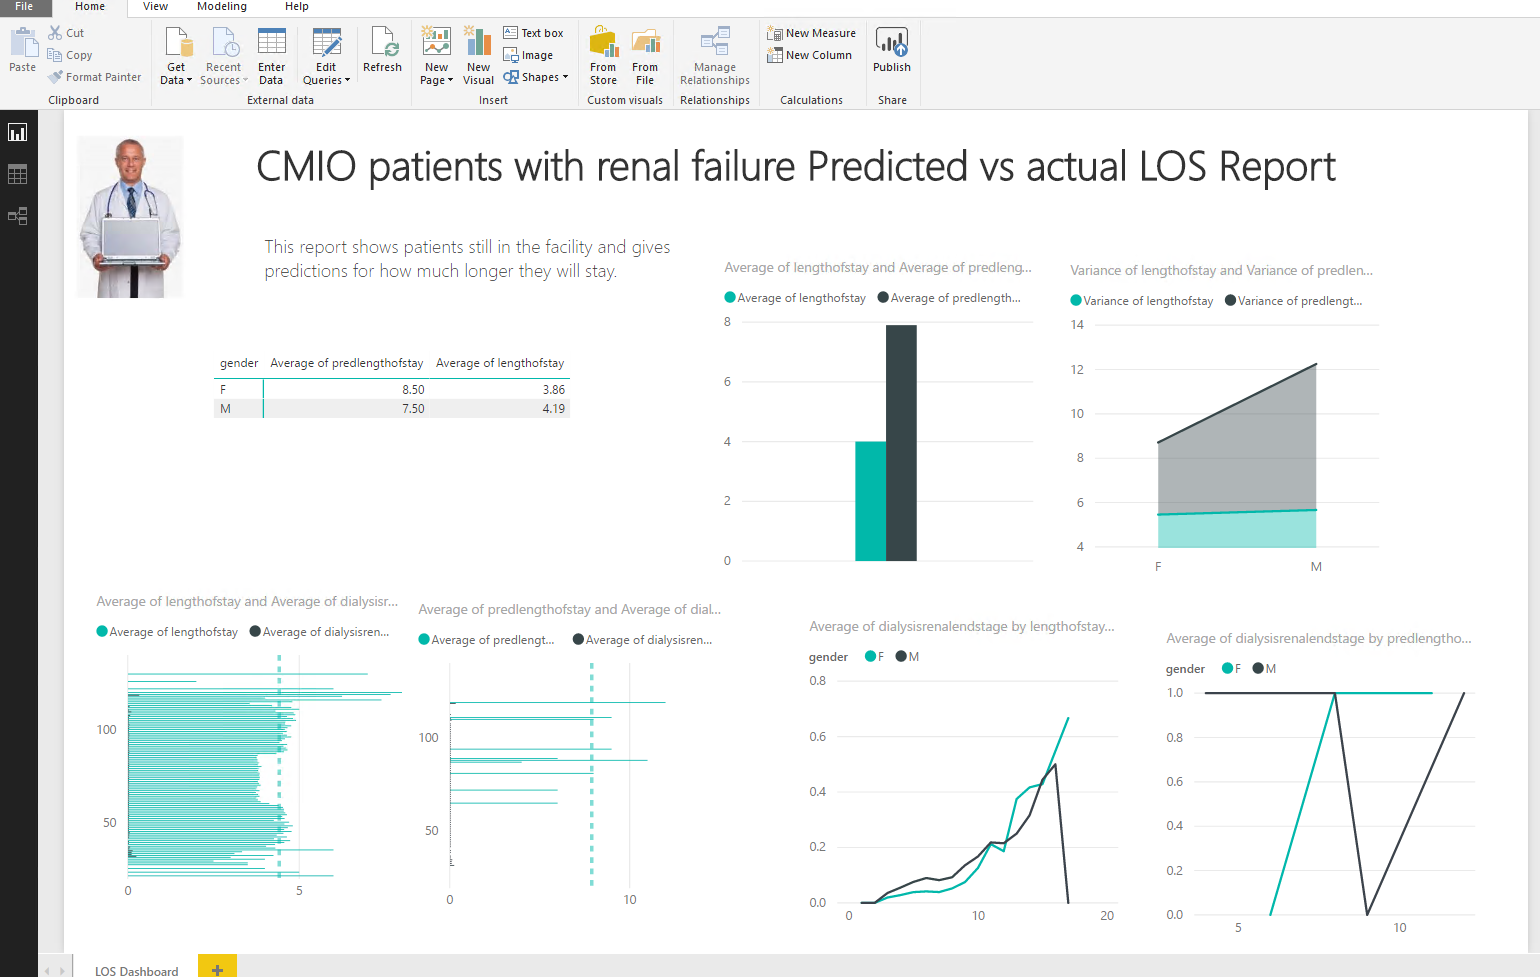 File Home View Modeling Help
Paste
Cut
Copy
Format Painter
Clipboard
Get Data
Recent Sources
Enter Data
Edit Queries
Refresh
External data
New Page
New Visual
Text box
Image
Shapes
Insert
From Store
From File
Custom visuals
Manage Relationships
Relationships
New Measure
New Column
Calculations
Publish
Share
CMIO patients with renal failure Predicted vs actual LOS Report
This report shows patients still in the facility and gives
predictions for how much longer they will stay.
gender Average of predlengthofstay Average of lengthofstay
F 8.50 3.86
M 7.50 4.19
Average of lengthofstay and Average of predleng...
Average of lengthofstay Average of predlength...
8
6
4
2
0
Variance of lengthofstay and Variance of predlen...
Variance of lengthofstay Variance of predlengt...
14
12
10
8
6
4
F M
Average of lengthofstay and Average of dialysisr...
Average of lengthofstay Average of dialysisren...
100
50
0 5
Average of predlengthofstay and Average of dial...
Average of predlengt... Average of dialysisren...
100
50
0 10
Average of dialysisrenalendstage by lengthofstay...
gender F M
0.8
0.6
0.4
0.2
0.0
0 10 20
Average of dialysisrenalendstage by predlengtho...
gender F M
1.0
0.8
0.6
0.4
0.2
0.0
5 10
LOS Dashboard +